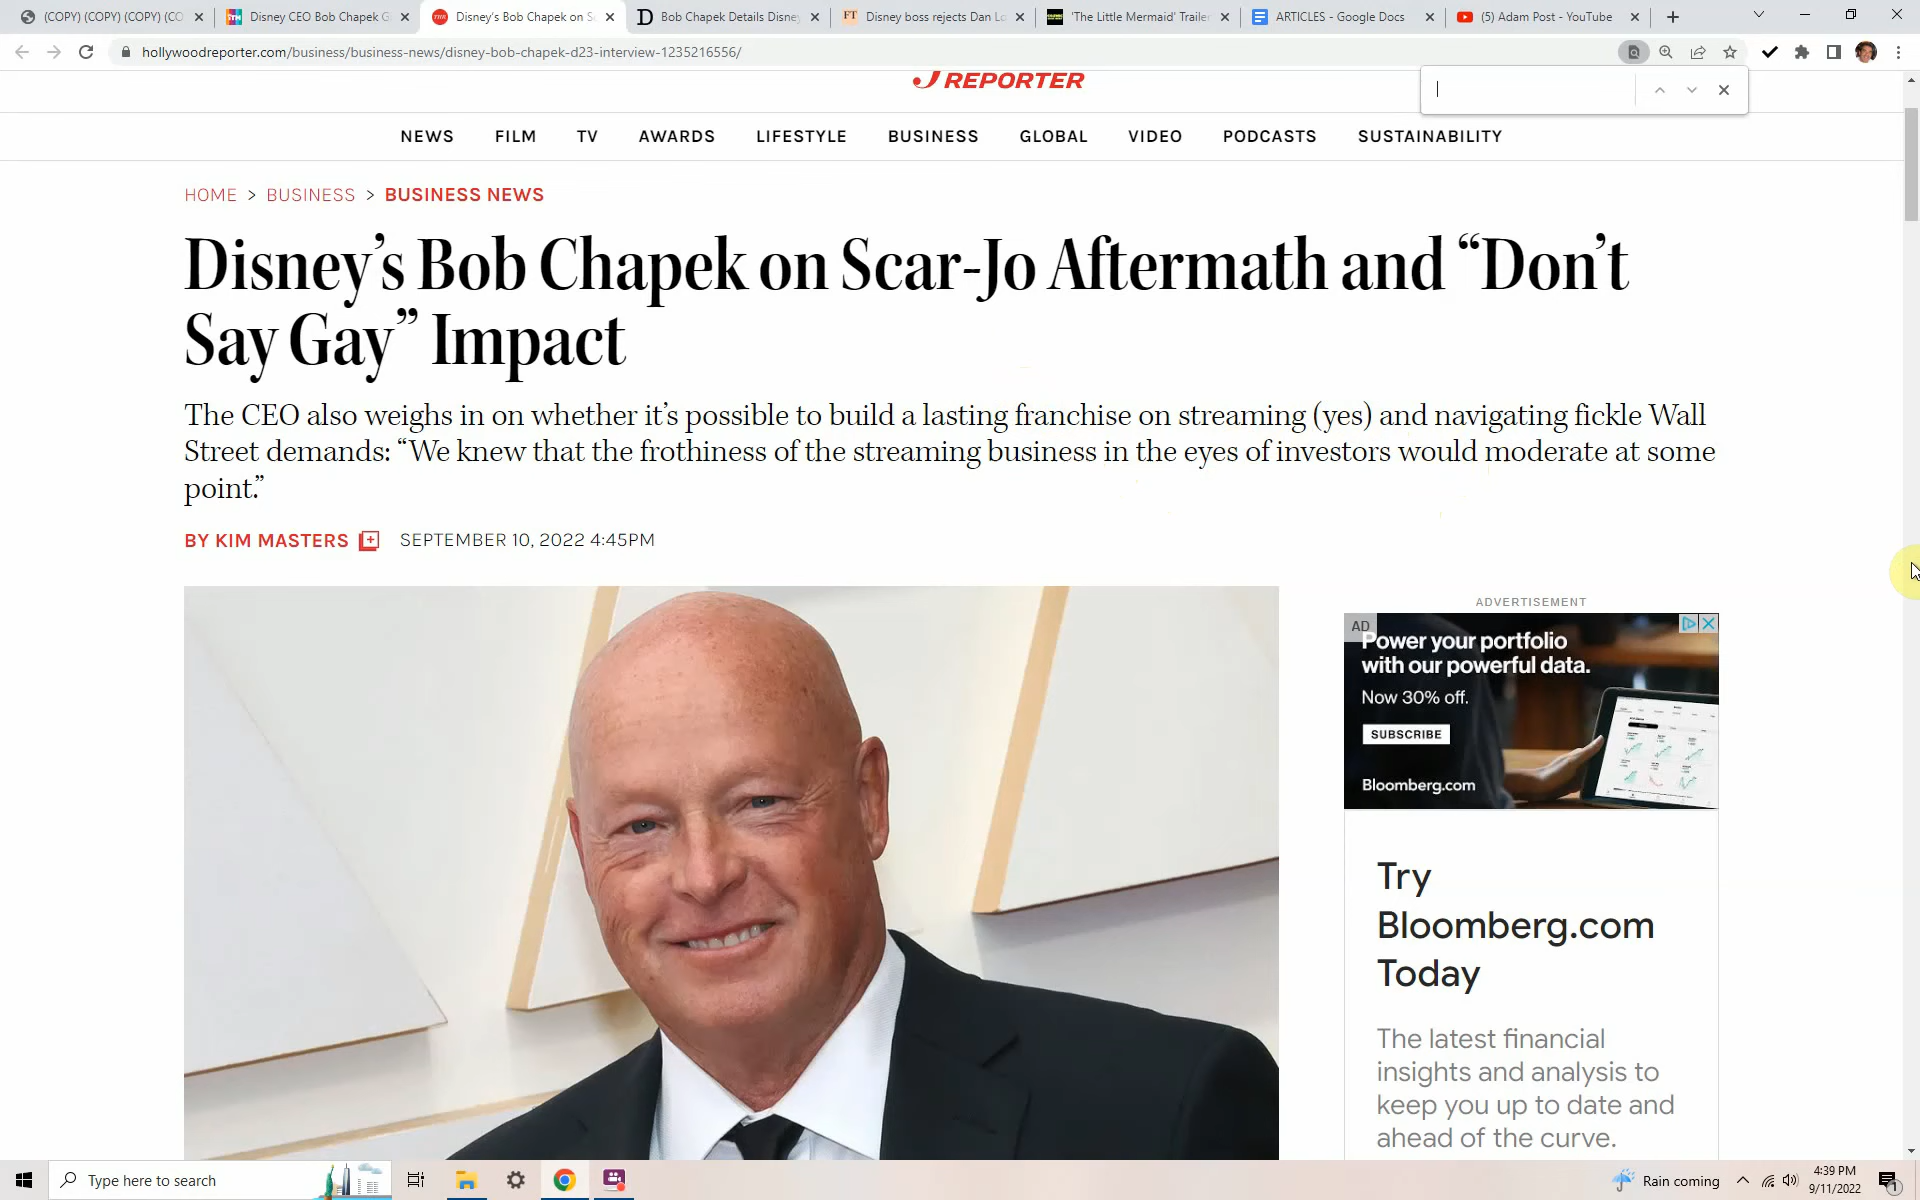 (COPY) (COPY) (COPY) (CO
Disney CEO Bob Chapek G
Disney's Bob Chapek on S
Bob Chapek Details Disney
Disney boss rejects Dan Lo
'The Little Mermaid' Trailer
ARTICLES - Google Docs
(5) Adam Post - YouTube
hollywoodreporter.com/business/business-news/disney-bob-chapek-d23-interview-1235216556/
REPORTER
NEWS FILM TV AWARDS LIFESTYLE BUSINESS GLOBAL VIDEO PODCASTS SUSTAINABILITY
HOME > BUSINESS > BUSINESS NEWS
Disney’s Bob Chapek on Scar-Jo Aftermath and “Don’t
Say Gay” Impact
The CEO also weighs in on whether it’s possible to build a lasting franchise on streaming (yes) and navigating fickle Wall
Street demands: “We knew that the frothiness of the streaming business in the eyes of investors would moderate at some
point.”
BY KIM MASTERS SEPTEMBER 10, 2022 4:45PM
ADVERTISEMENT
AD
Power your portfolio
with our powerful data.
Now 30% off.
SUBSCRIBE
Bloomberg.com
Try
Bloomberg.com
Today
The latest financial
insights and analysis to
keep you up to date and
ahead of the curve.
Type here to search
Rain coming
4:39 PM
9/11/2022
1